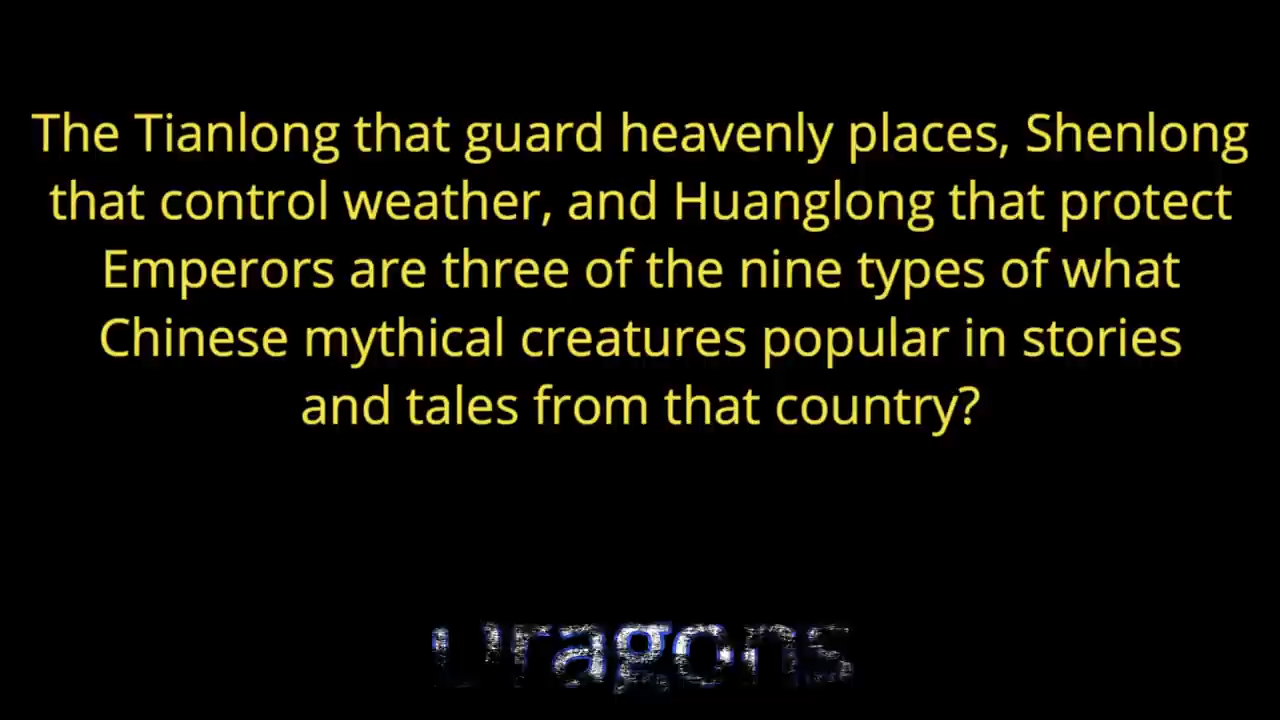 The Tianlong that guard heavenly places, Shenlong
that control weather, and Huanglong that protect
Emperors are three of the nine types of what
Chinese mythical creatures popular in stories
and tales from that country?
Dragons